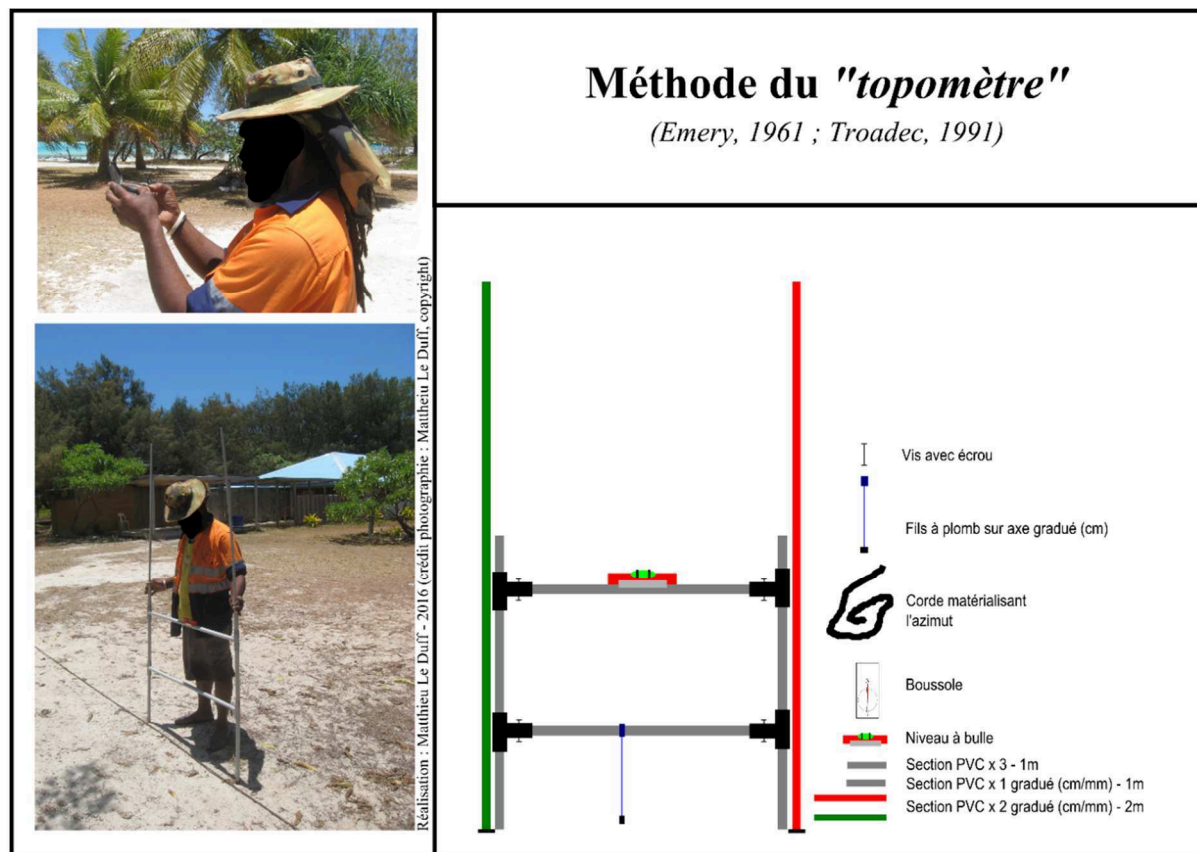 Méthode du "topomètre"
(Emery, 1961 ; Troadec, 1991)
Réalisation : Matthieu Le Duff - 2016 (crédit photographie : Mattheiu Le Duff, copyright)
Vis avec écrou
Fils à plomb sur axe gradué (cm)
Corde matérialisant
l'azimut
Boussole
Niveau à bulle
Section PVC x 3 - 1m
Section PVC x 1 gradué (cm/mm) - 1m
Section PVC x 2 gradué (cm/mm) - 2m